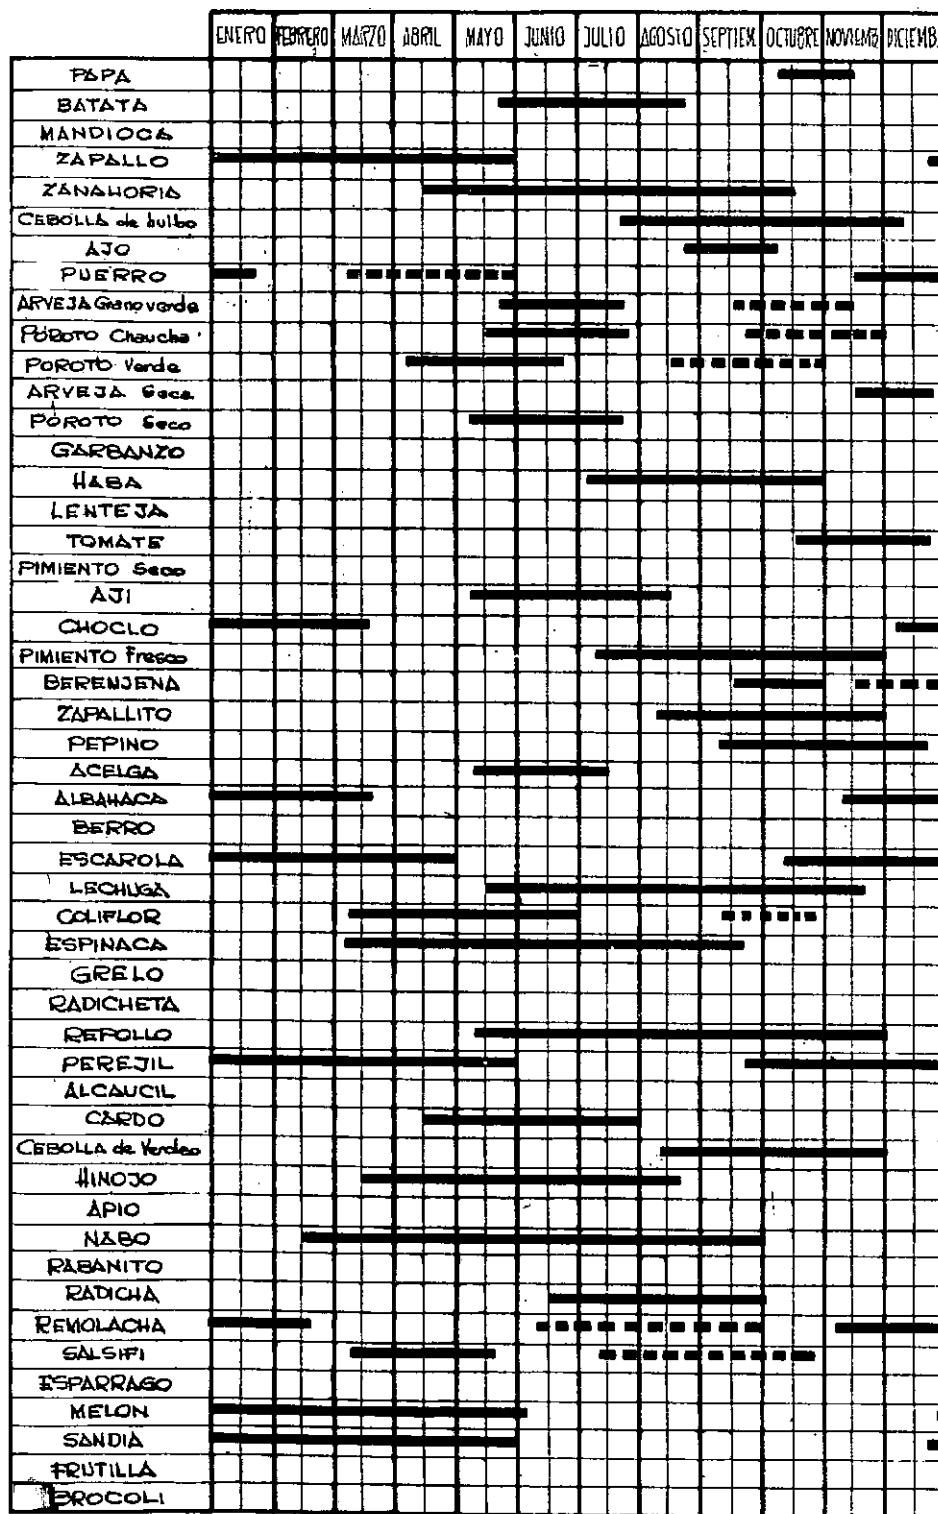 ENERO FEBRERO MARZO ABRIL MAYO JUNIO JULIO AGOSTO SEPTIEM. OCTUBRE NOVIEMB DICIEMB.
PAPA
BATATA
MANDIOCA
ZAPALLO
ZANAHORIA
CEBOLLA de bulbo
AJO
PUERRO
ARVEJA Grano verde
POROTO Chaucha
POROTO Verde
ARVEJA Seca
POROTO Seco
GARBANZO
HABA
LENTEJA
TOMATE
PIMIENTO Seco
AJI
CHOCLO
PIMIENTO Fresco
BERENJENA
ZAPALLITO
PEPINO
ACELGA
ALBAHACA
BERRO
ESCAROLA
LECHUGA
COLIFLOR
ESPINACA
GRELO
RADICHETA
REPOLLO
PEREJIL
ALCAUCIL
CARDO
CEBOLLA de Verdeo
HINOJO
APIO
NABO
RABANITO
RADICHA
REMOLACHA
SALSIFI
ESPARRAGO
MELON
SANDIA
FRUTILLA
BROCOLI